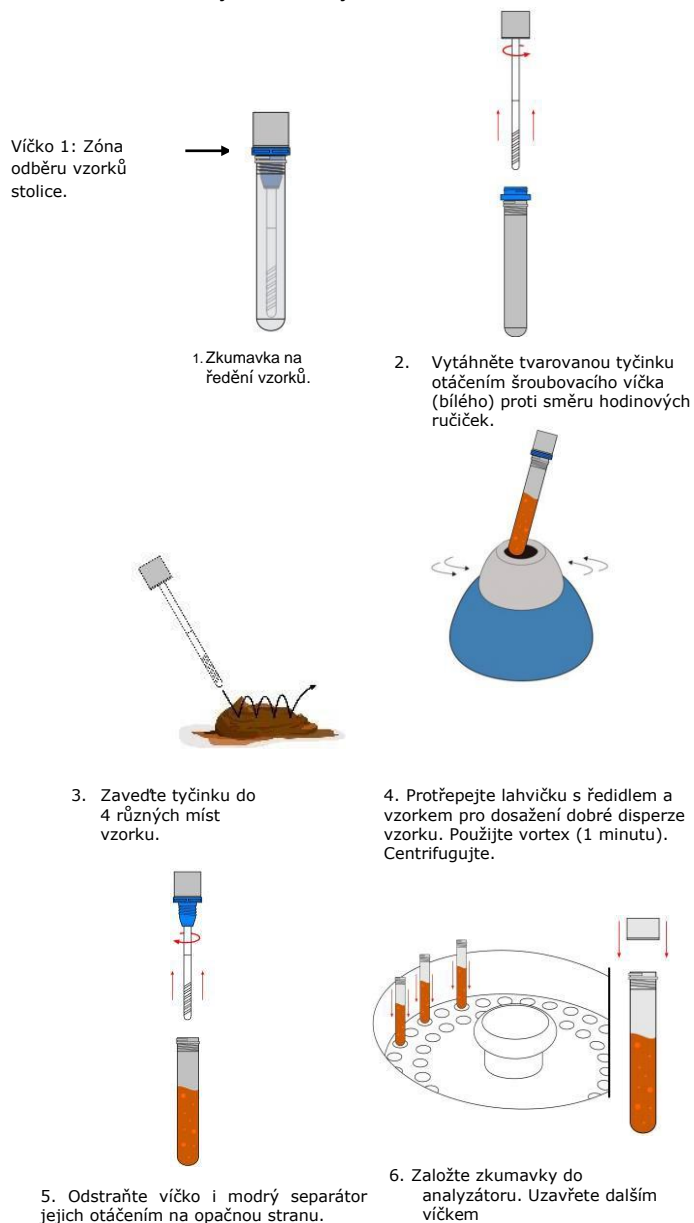 Víčko 1: Zóna
odběru vzorků
stolice.
1. Zkumavka na
ředění vzorků.
2. Vytáhněte tvarovanou tyčinku
otáčením šroubovacího víčka
(bílého) proti směru hodinových
ručiček.
3. Zaveďte tyčinku do
4 různých míst
vzorku.
4. Protřepejte lahvičku s ředidlem a
vzorkem pro dosažení dobré disperze
vzorku. Použijte vortex (1 minutu).
Centrifugujte.
5. Odstraňte víčko i modrý separátor
jejich otáčením na opačnou stranu.
6. Založte zkumavky do
analyzátoru. Uzavřete dalším
víčkem